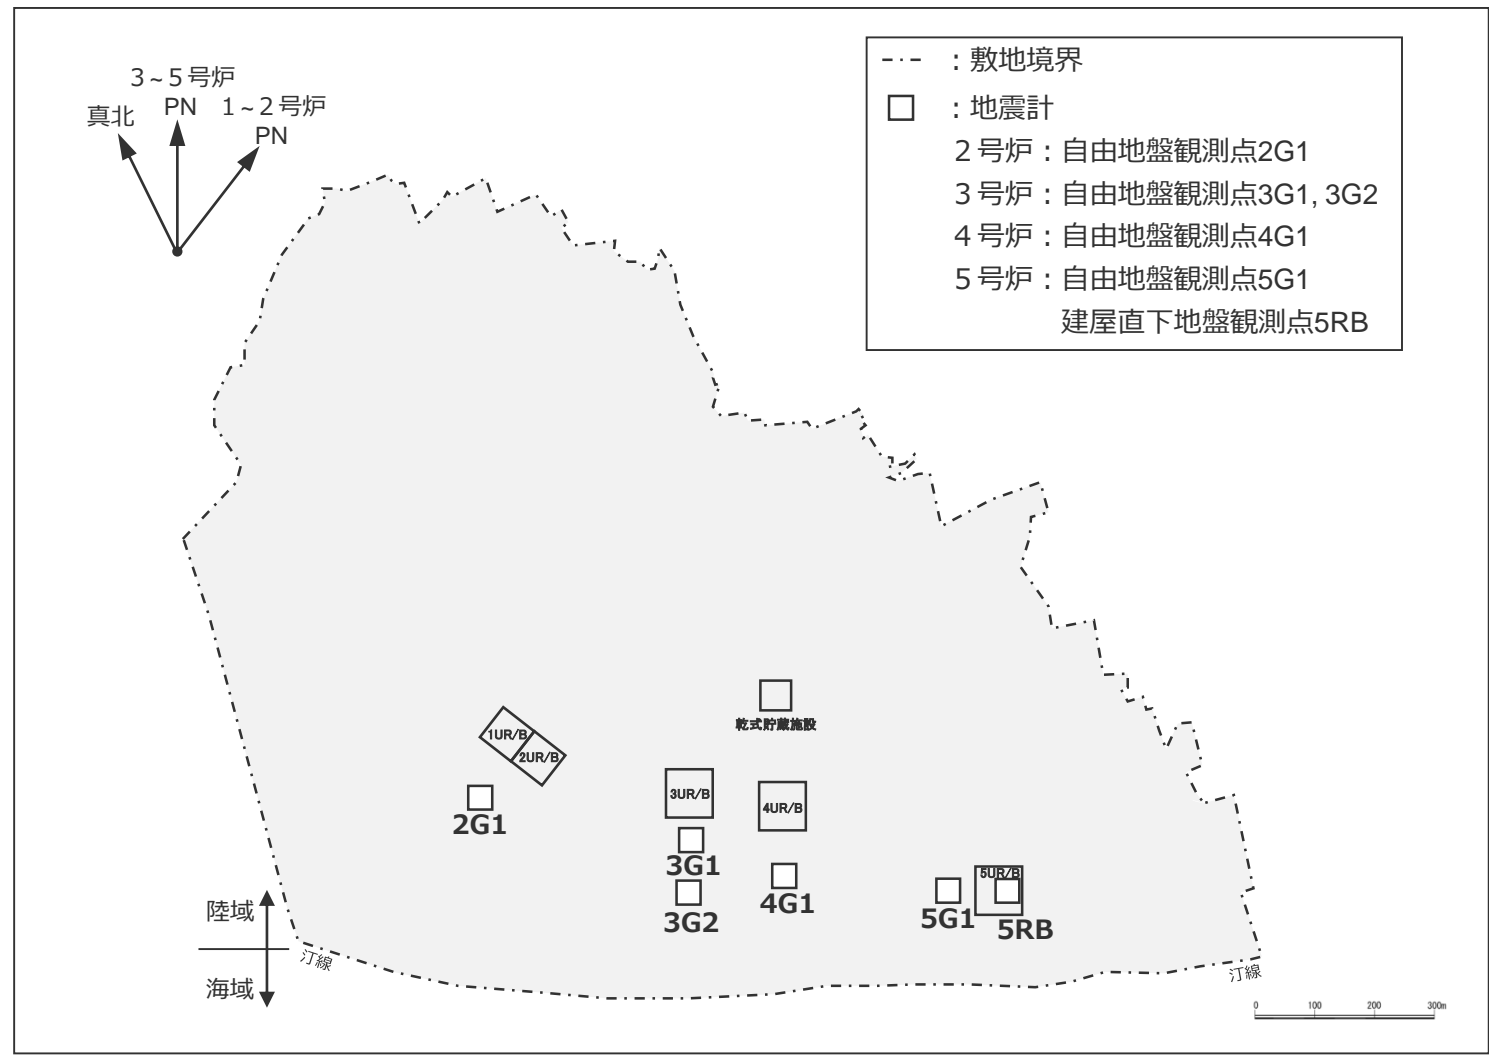 3~5号炉
PN
1~2号炉
PN
真北
：敷地境界
：地震計
2号炉：自由地盤観測点2G1
3号炉：自由地盤観測点3G1, 3G2
4号炉：自由地盤観測点4G1
5号炉：自由地盤観測点5G1
建屋直下地盤観測点5RB
乾式貯蔵施設
1UR/B
2UR/B
3UR/B
4UR/B
2G1
3G1
3G2
4G1
5UR/B
5G1
5RB
陸域
海域
汀線
汀線
0 100 200 300m